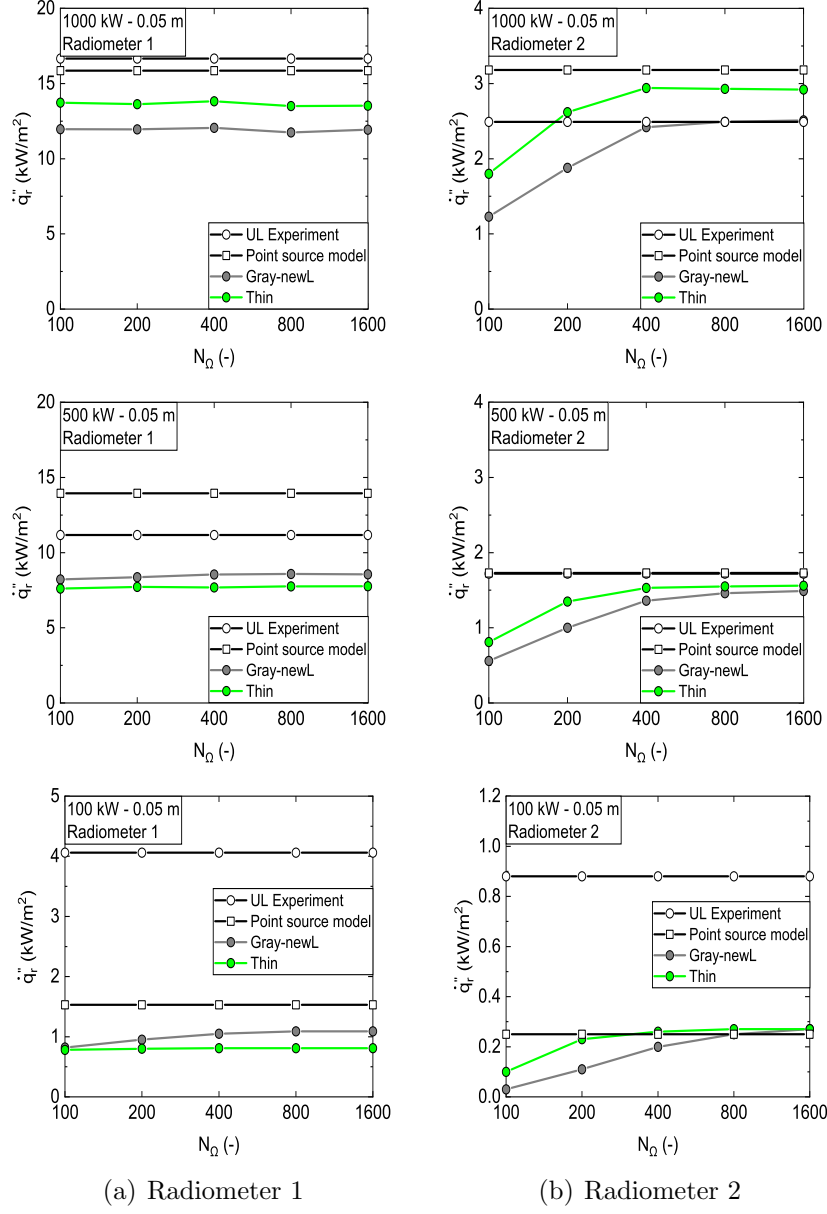 1000 kW - 0.05 m
Radiometer 1
q̇"r (kW/m²)
20
15
10
5
0
UL Experiment
Point source model
Gray-newL
Thin
100 200 400 800 1600
NΩ (-)
1000 kW - 0.05 m
Radiometer 2
q̇"r (kW/m²)
4
3
2
1
0
UL Experiment
Point source model
Gray-newL
Thin
100 200 400 800 1600
NΩ (-)
500 kW - 0.05 m
Radiometer 1
q̇"r (kW/m²)
20
15
10
5
0
UL Experiment
Point source model
Gray-newL
Thin
100 200 400 800 1600
NΩ (-)
500 kW - 0.05 m
Radiometer 2
q̇"r (kW/m²)
4
3
2
1
0
UL Experiment
Point source model
Gray-newL
Thin
100 200 400 800 1600
NΩ (-)
100 kW - 0.05 m
Radiometer 1
q̇"r (kW/m²)
5
4
3
2
1
0
UL Experiment
Point source model
Gray-newL
Thin
100 200 400 800 1600
NΩ (-)
100 kW - 0.05 m
Radiometer 2
q̇"r (kW/m²)
1.2
1.0
0.8
0.6
0.4
0.2
0.0
UL Experiment
Point source model
Gray-newL
Thin
100 200 400 800 1600
NΩ (-)
(a) Radiometer 1
(b) Radiometer 2